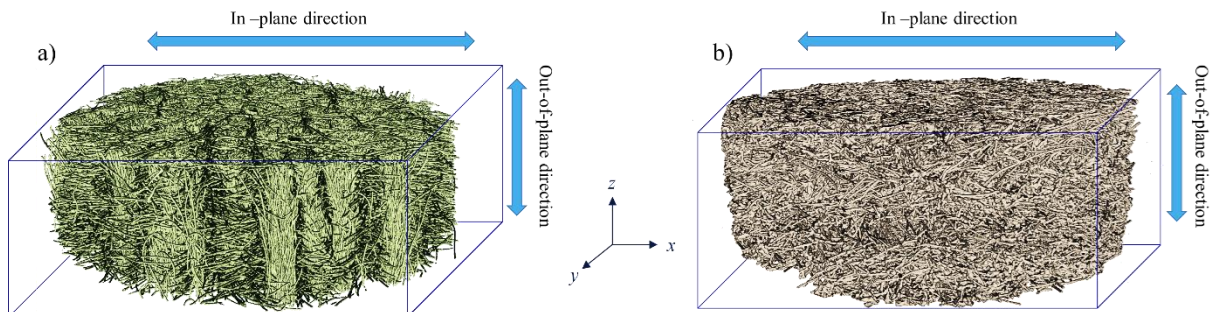 In –plane direction
a)
Out-of-plane direction
z
x
y
In –plane direction
b)
Out-of-plane direction